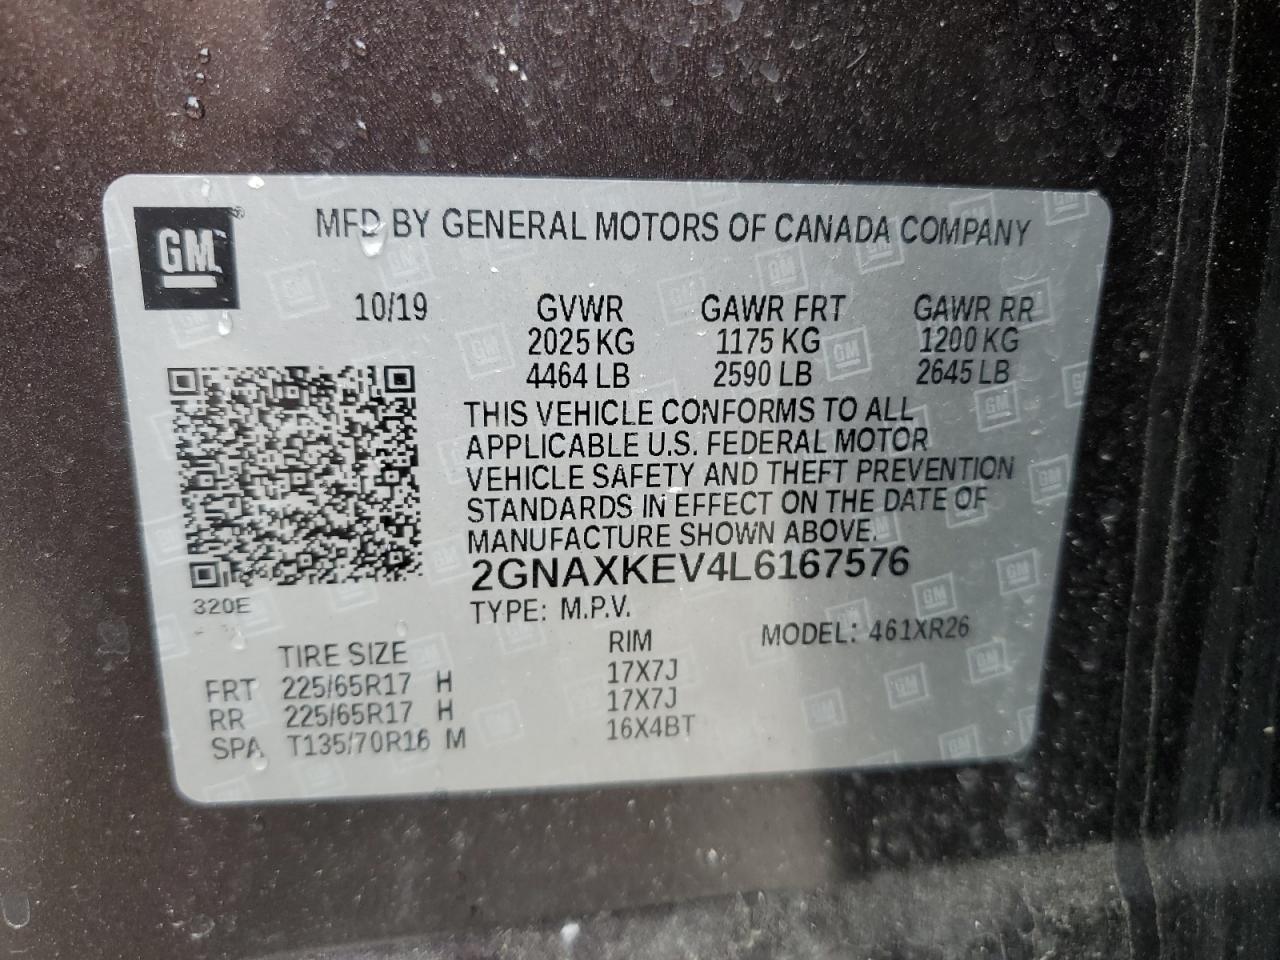 GM
MFD BY GENERAL MOTORS OF CANADA COMPANY
10/19
GVWR GAWR FRT GAWR RR
2025 KG 1175 KG 1200 KG
4464 LB 2590 LB 2645 LB
THIS VEHICLE CONFORMS TO ALL
APPLICABLE U.S. FEDERAL MOTOR
VEHICLE SAFETY AND THEFT PREVENTION
STANDARDS IN EFFECT ON THE DATE OF
MANUFACTURE SHOWN ABOVE.
2GNAXKEV4L6167576
320E
TYPE: M.P.V.
MODEL: 461XR26
TIRE SIZE RIM
FRT 225/65R17 H 17X7J
RR 225/65R17 H 17X7J
SPA T135/70R16 M 16X4BT